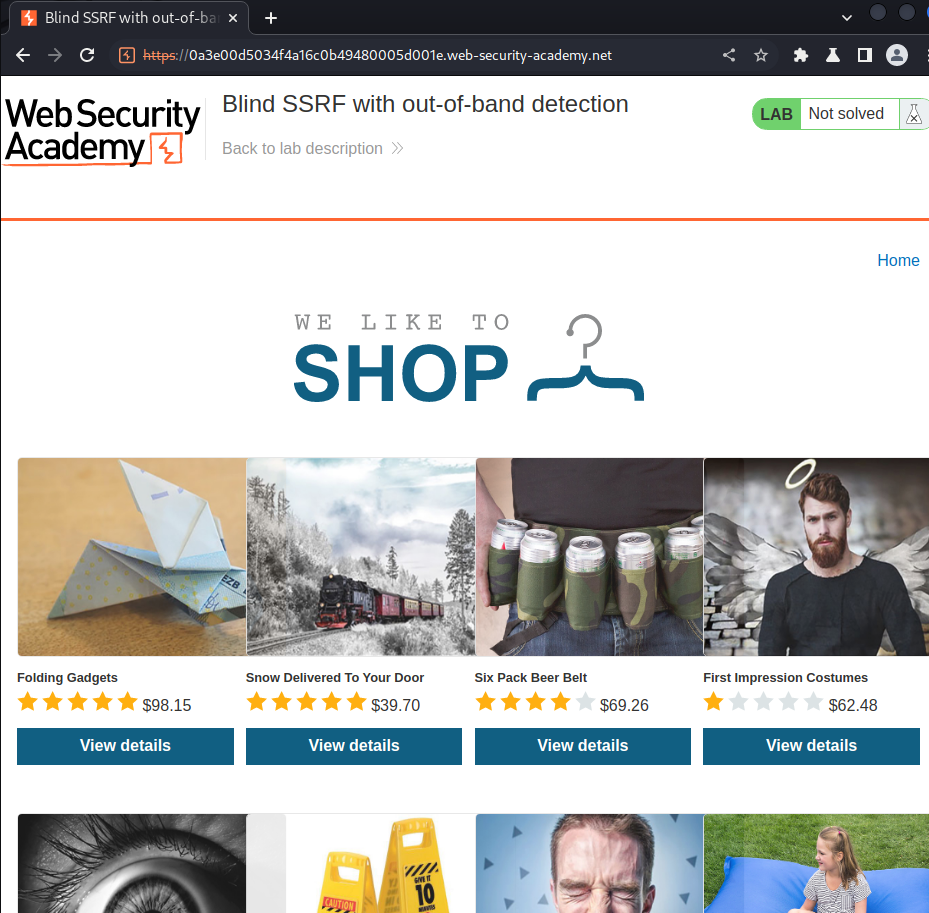 Blind SSRF with out-of-ba
https://0a3e00d5034f4a16c0b49480005d001e.web-security-academy.net
Web Security
Academy
Blind SSRF with out-of-band detection
Back to lab description
LAB Not solved
Home
WE LIKE TO
SHOP
EZB
Folding Gadgets
Snow Delivered To Your Door
Six Pack Beer Belt
First Impression Costumes
$98.15
$39.70
$69.26
$62.48
View details
View details
View details
View details
CAUTION
GIVE IT
10
MINUTES